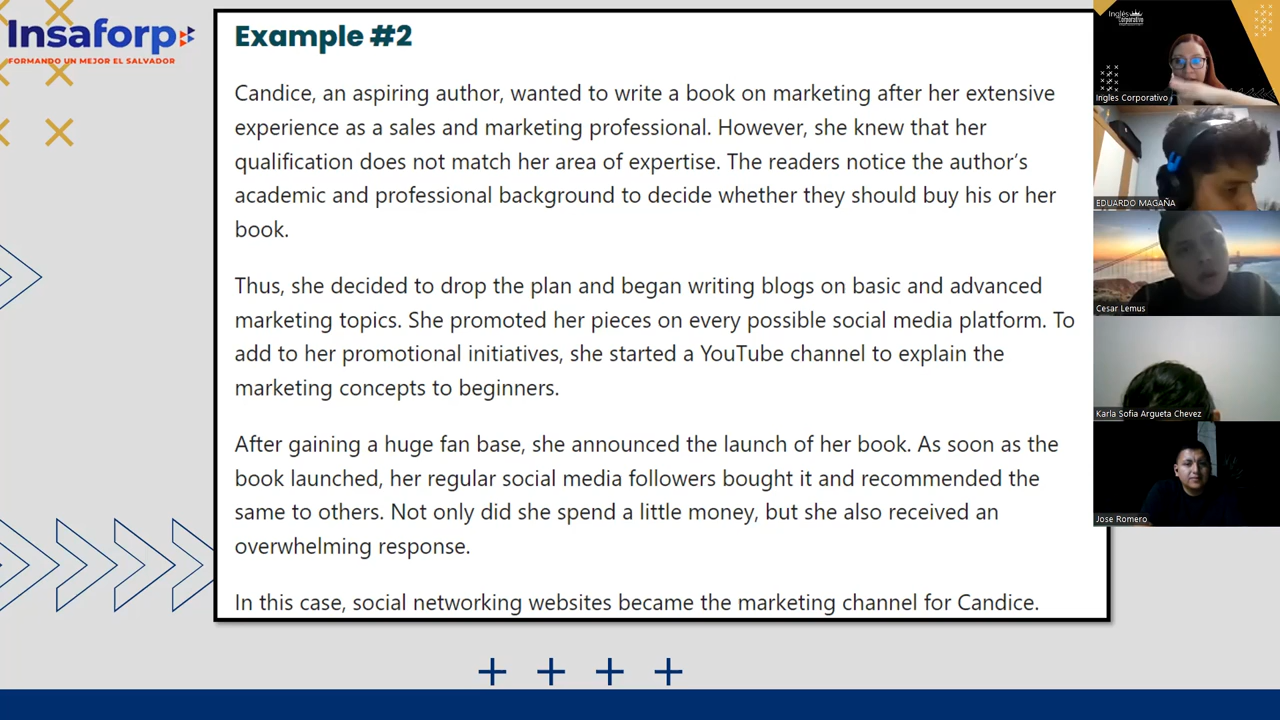 Insaforp
FORMANDO UN MEJOR EL SALVADOR
Example #2
Candice, an aspiring author, wanted to write a book on marketing after her extensive
experience as a sales and marketing professional. However, she knew that her
qualification does not match her area of expertise. The readers notice the author's
academic and professional background to decide whether they should buy his or her
book.
Thus, she decided to drop the plan and began writing blogs on basic and advanced
marketing topics. She promoted her pieces on every possible social media platform. To
add to her promotional initiatives, she started a YouTube channel to explain the
marketing concepts to beginners.
After gaining a huge fan base, she announced the launch of her book. As soon as the
book launched, her regular social media followers bought it and recommended the
same to others. Not only did she spend a little money, but she also received an
overwhelming response.
In this case, social networking websites became the marketing channel for Candice.
Inglés
Corporativo
Ingles Corporativo
EDUARDO MAGAÑA
Cesar Lemus
Karla Sofia Argueta Chevez
Jose Romero